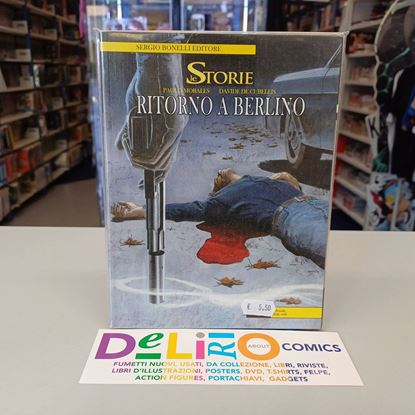 SERGIO BONELLI EDITORE
Le STORIE
PAOLO MORALES DAVIDE DE CUBELLIS
RITORNO A BERLINO
€ 5,50
DeLiRIO ABOUT COMICS
FUMETTI NUOVI, USATI, DA COLLEZIONE, LIBRI, RIVISTE,
LIBRI D'ILLUSTRAZIONI, POSTERS, DVD, T-SHIRTS, FELPE,
ACTION FIGURES, PORTACHIAVI, GADGETS